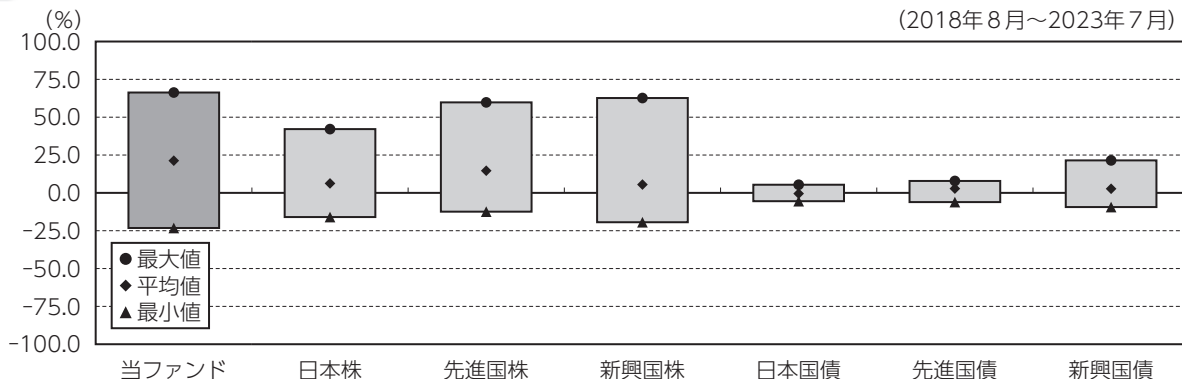 (%)
(2018年8月～2023年7月)
100.0
75.0
50.0
25.0
0.0
-25.0
-50.0
-75.0
-100.0
●最大値
◆平均値
▲最小値
当ファンド 日本株 先進国株 新興国株 日本国債 先進国債 新興国債